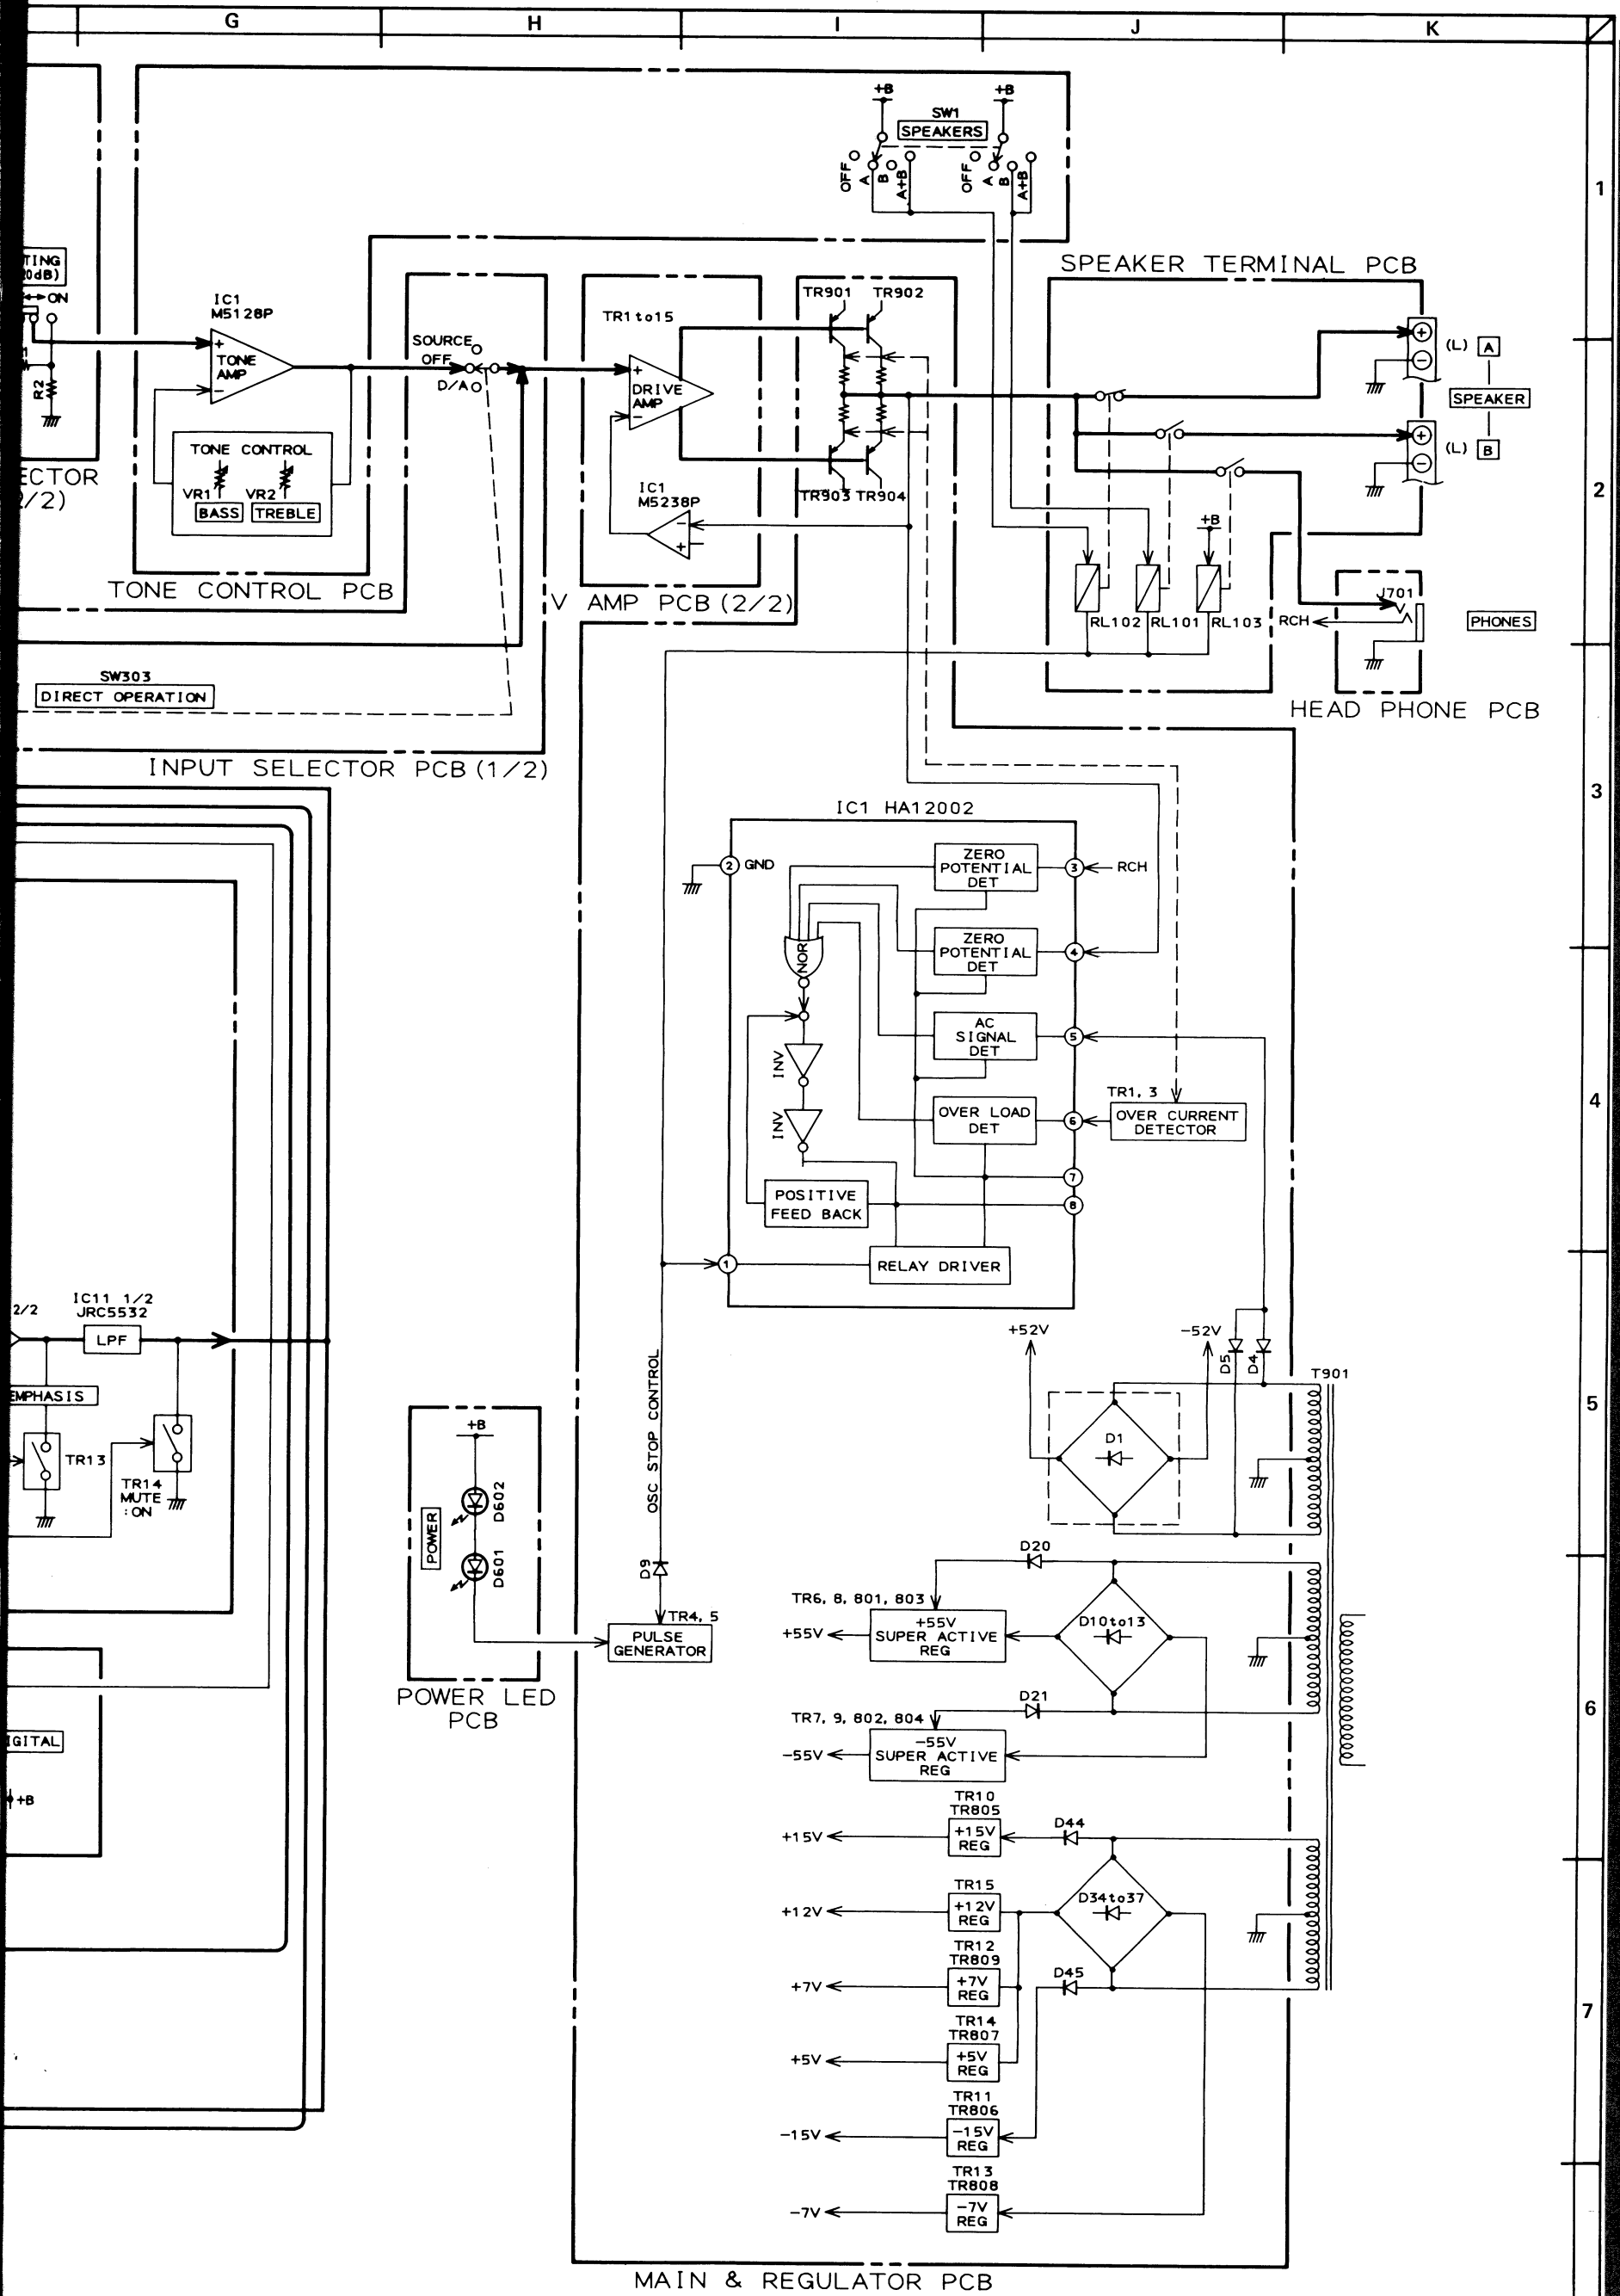 G
H
I
J
K
1
2
3
4
5
6
7
+B
+B
SW1
SPEAKERS
OFF
A
B
A+B
OFF
A
B
A+B
SPEAKER TERMINAL PCB
ON
R2
IC1
M5128P
+
TONE
AMP
−
TONE CONTROL
VR1
VR2
BASS
TREBLE
TONE CONTROL PCB
SOURCE
OFF
D/A
TR1to15
+
DRIVE
AMP
−
IC1
M5238P
−
+
V AMP PCB(2/2)
TR901
TR902
TR903
TR904
(L)
A
SPEAKER
(L)
B
+
−
+
−
+B
RL102
RL101
RL103
RCH
J701
PHONES
HEAD PHONE PCB
SW303
DIRECT OPERATION
INPUT SELECTOR PCB(1/2)
IC1 HA12002
2
GND
ZERO
POTENTIAL
DET
3
RCH
ZERO
POTENTIAL
DET
4
NOR
AC
SIGNAL
DET
5
INV
OVER LOAD
DET
6
TR1, 3
OVER CURRENT
DETECTOR
INV
7
POSITIVE
FEED BACK
8
1
RELAY DRIVER
2/2
IC11 1/2
JRC5532
LPF
TR13
TR14
MUTE
:ON
+B
POWER
D602
D601
POWER LED
PCB
OSC STOP CONTROL
D9
TR4, 5
PULSE
GENERATOR
+52V
-52V
D5
D4
T901
D1
D20
TR6, 8, 801, 803
+55V
+55V
SUPER ACTIVE
REG
D10to13
D21
TR7, 9, 802, 804
-55V
-55V
SUPER ACTIVE
REG
+B
TR10
TR805
+15V
+15V
REG
D44
TR15
+12V
+12V
REG
D34to37
TR12
TR809
+7V
+7V
REG
D45
TR14
TR807
+5V
+5V
REG
TR11
TR806
-15V
-15V
REG
TR13
TR808
-7V
-7V
REG
MAIN & REGULATOR PCB